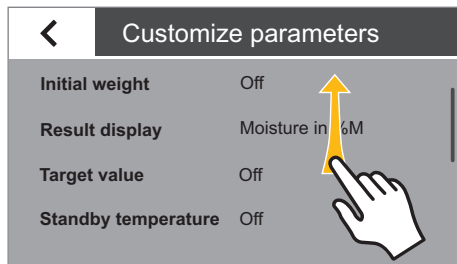 Customize parameters
Initial weight Off
Result display Moisture in %M
Target value Off
Standby temperature Off